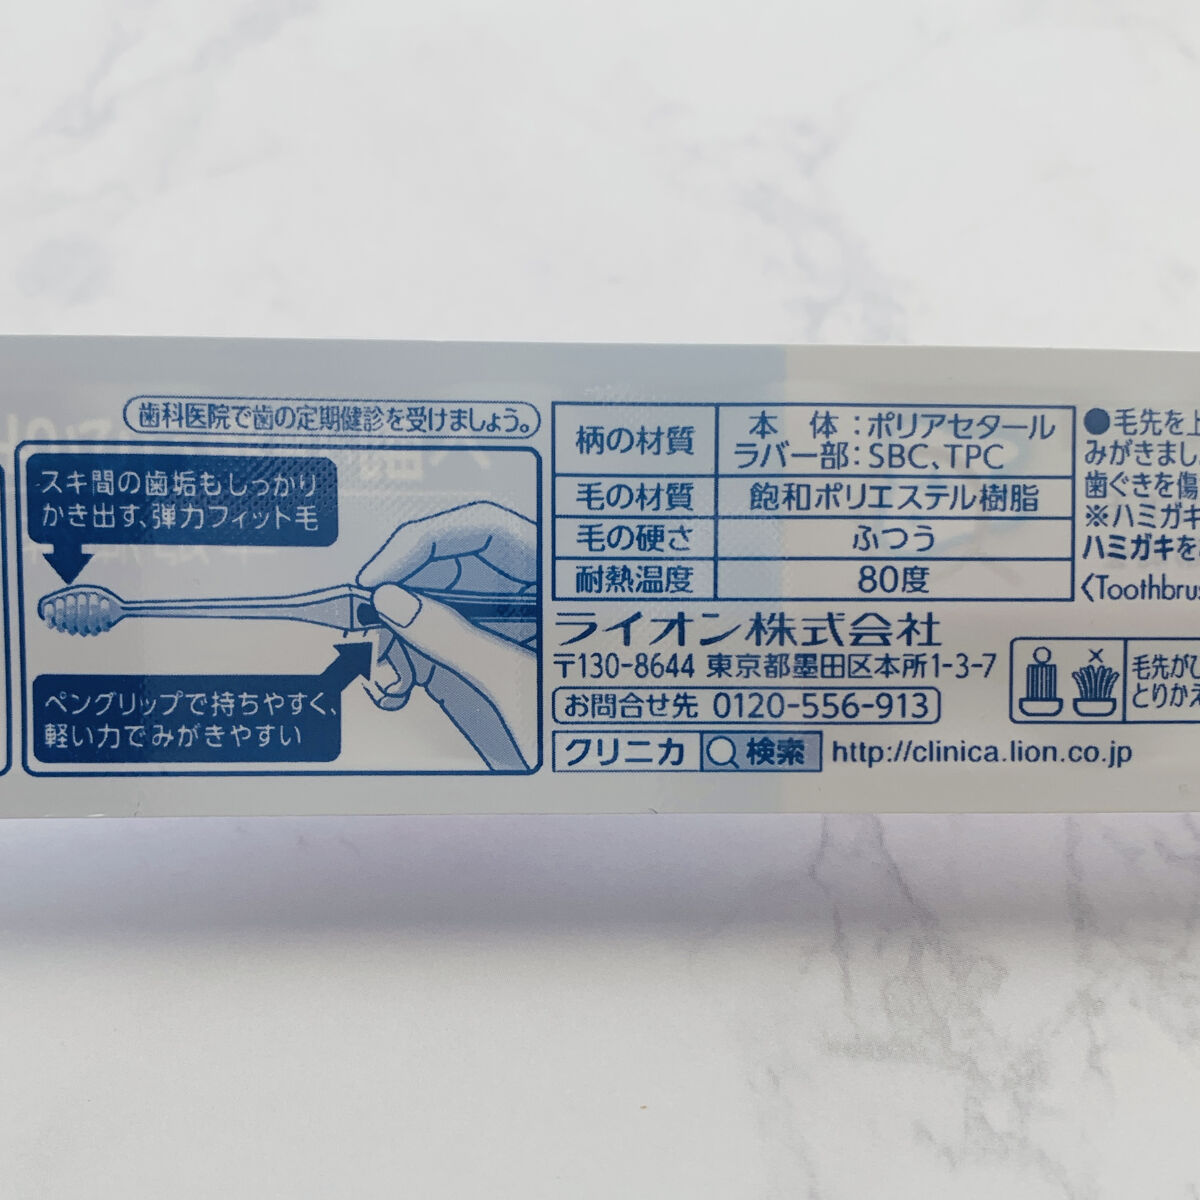 歯科医院で歯の定期健診を受けましょう。
スキ間の歯垢もしっかり
かき出す、弾力フィット毛
ペングリップで持ちやすく、
軽い力でみがきやすい
柄の材質 本 体:ポリアセタール
ラバー部:SBC、TPC
毛の材質 飽和ポリエステル樹脂
毛の硬さ ふつう
耐熱温度 80度
ライオン株式会社
〒130-8644 東京都墨田区本所1-3-7
お問合せ先 0120-556-913
クリニカ 検索 http://clinica.lion.co.jp
●毛先を上
みがきまし
歯ぐきを傷
※ハミガキ
ハミガキを
〈Toothbrus
毛先がひ
とりかえ